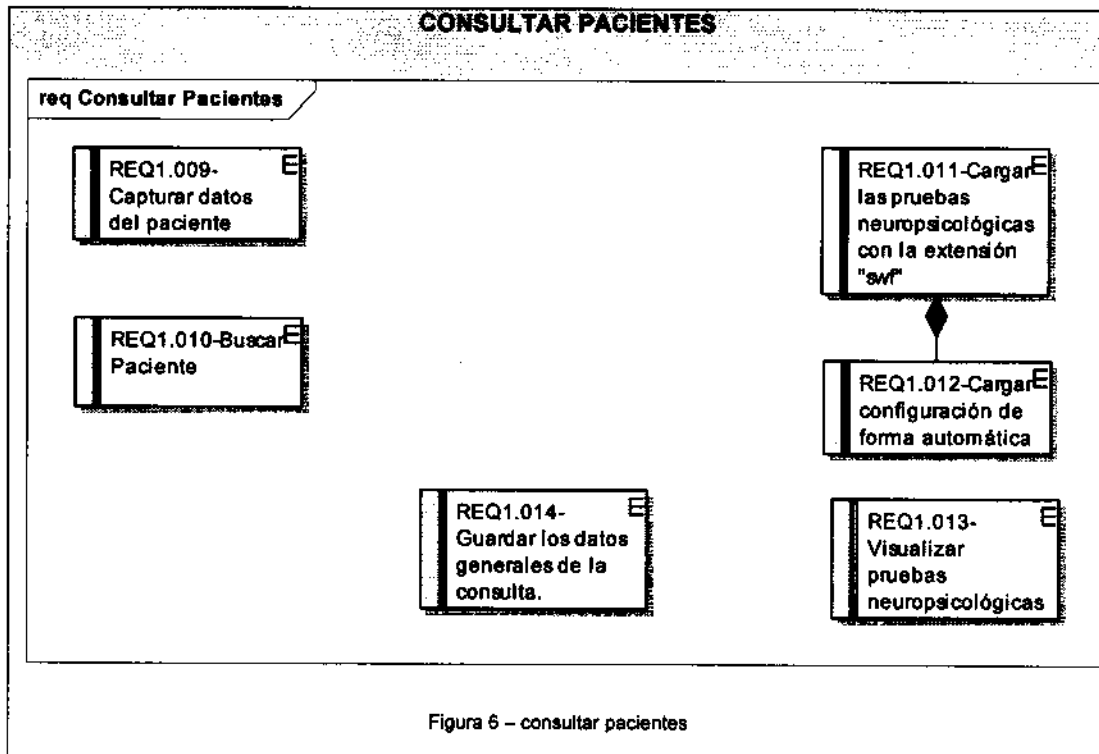 CONSULTAR PACIENTES
req Consultar Pacientes
REQ1.009-
Capturar datos
del paciente
E
REQ1.010-Buscar
Paciente
E
REQ1.011-Cargar
las pruebas
neuropsicológicas
con la extensión
"swf"
E
REQ1.012-Cargar
configuración de
forma automática
E
REQ1.014-
Guardar los datos
generales de la
consulta.
E
REQ1.013-
Visualizar
pruebas
neuropsicológicas
E
Figura 6 – consultar pacientes